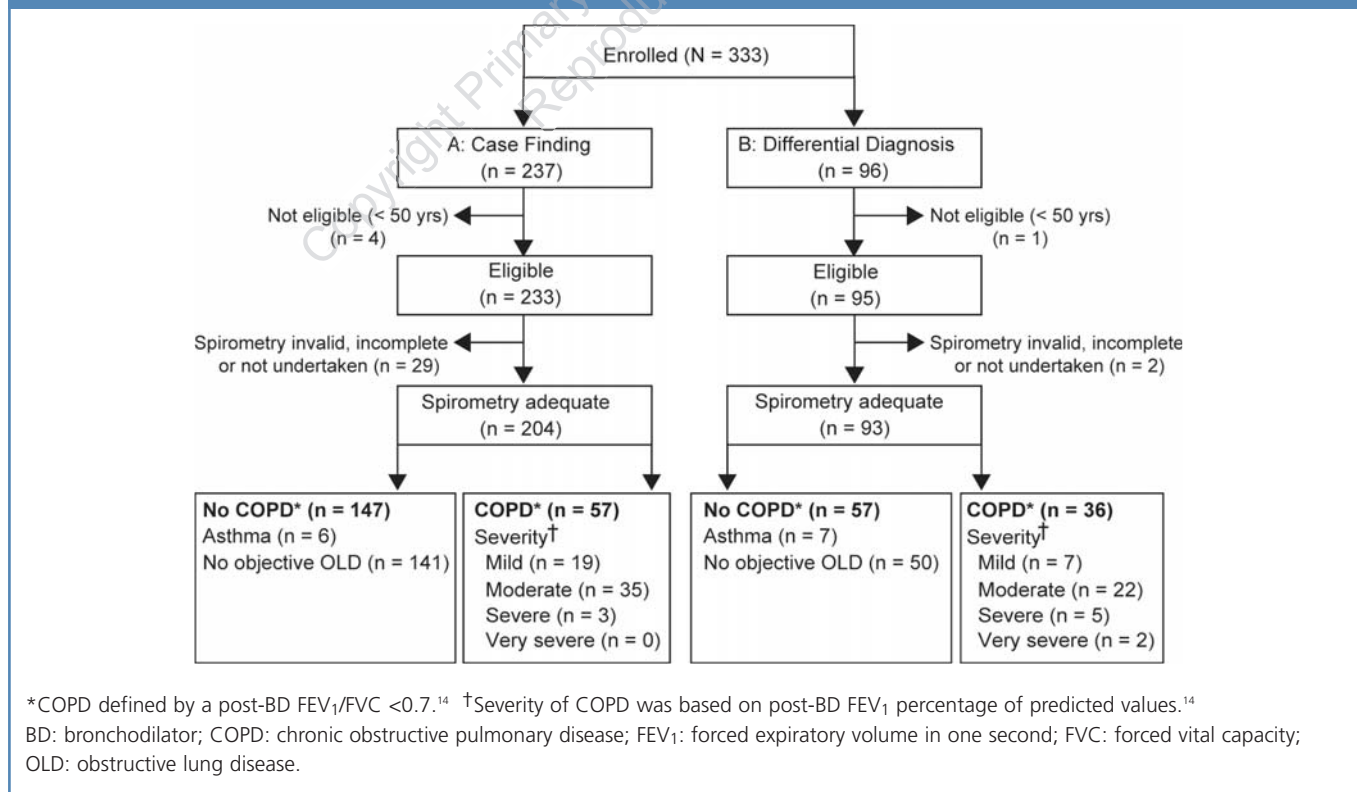 Copyright Primary
Reprodu
Enrolled (N = 333)
A: Case Finding
(n = 237)
B: Differential Diagnosis
(n = 96)
Not eligible (< 50 yrs)
(n = 4)
Not eligible (< 50 yrs)
(n = 1)
Eligible
(n = 233)
Eligible
(n = 95)
Spirometry invalid, incomplete
or not undertaken (n = 29)
Spirometry invalid, incomplete
or not undertaken (n = 2)
Spirometry adequate
(n = 204)
Spirometry adequate
(n = 93)
No COPD* (n = 147)
Asthma (n = 6)
No objective OLD (n = 141)
COPD* (n = 57)
Severity†
Mild (n = 19)
Moderate (n = 35)
Severe (n = 3)
Very severe (n = 0)
No COPD* (n = 57)
Asthma (n = 7)
No objective OLD (n = 50)
COPD* (n = 36)
Severity†
Mild (n = 7)
Moderate (n = 22)
Severe (n = 5)
Very severe (n = 2)
*COPD defined by a post-BD FEV₁/FVC <0.7.¹⁴ †Severity of COPD was based on post-BD FEV₁ percentage of predicted values.¹⁴
BD: bronchodilator; COPD: chronic obstructive pulmonary disease; FEV₁: forced expiratory volume in one second; FVC: forced vital capacity;
OLD: obstructive lung disease.